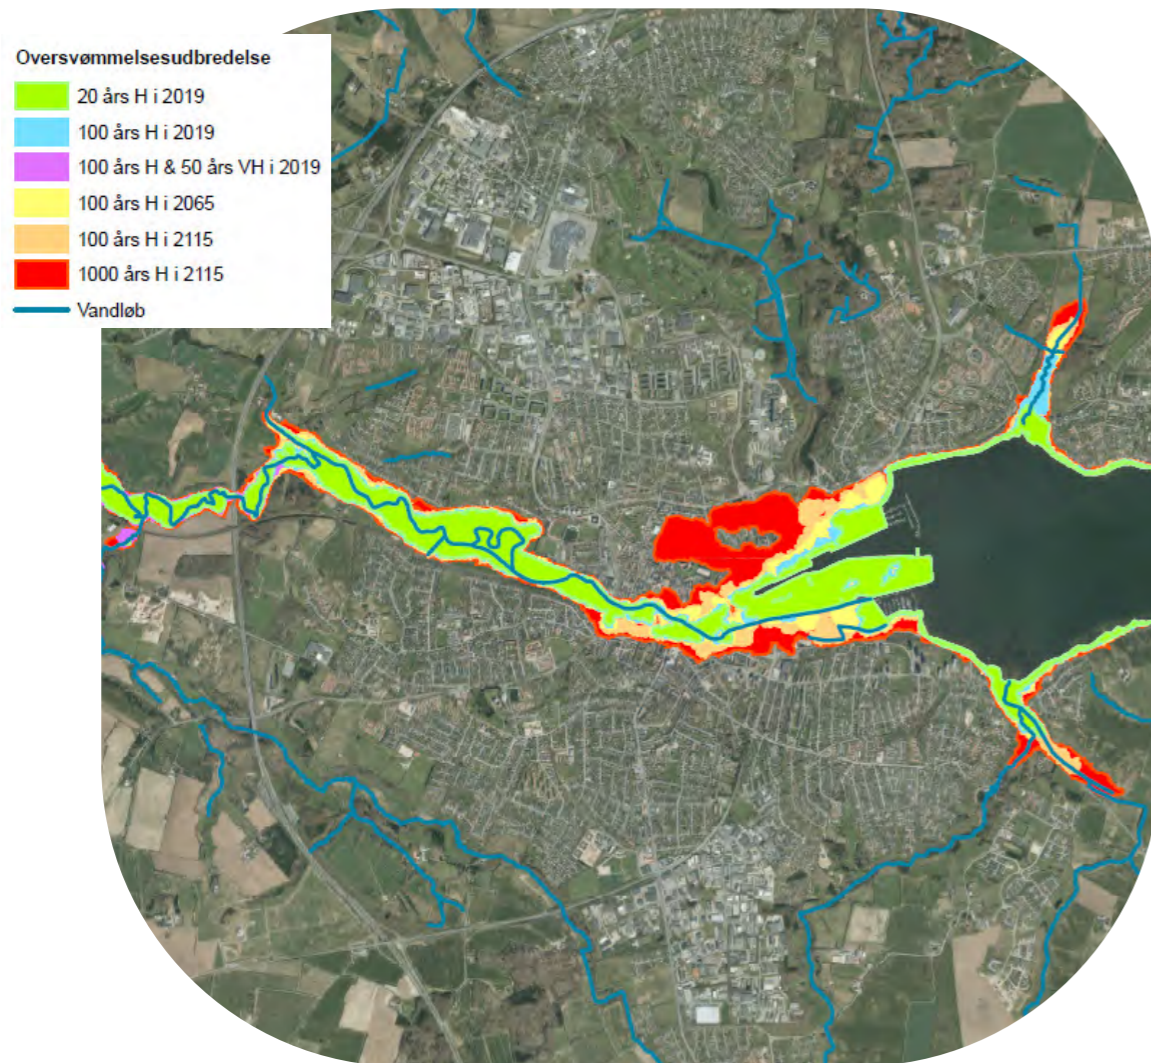 Oversvømmelsesudbredelse
20 års H i 2019
100 års H i 2019
100 års H & 50 års VH i 2019
100 års H i 2065
100 års H i 2115
1000 års H i 2115
Vandløb